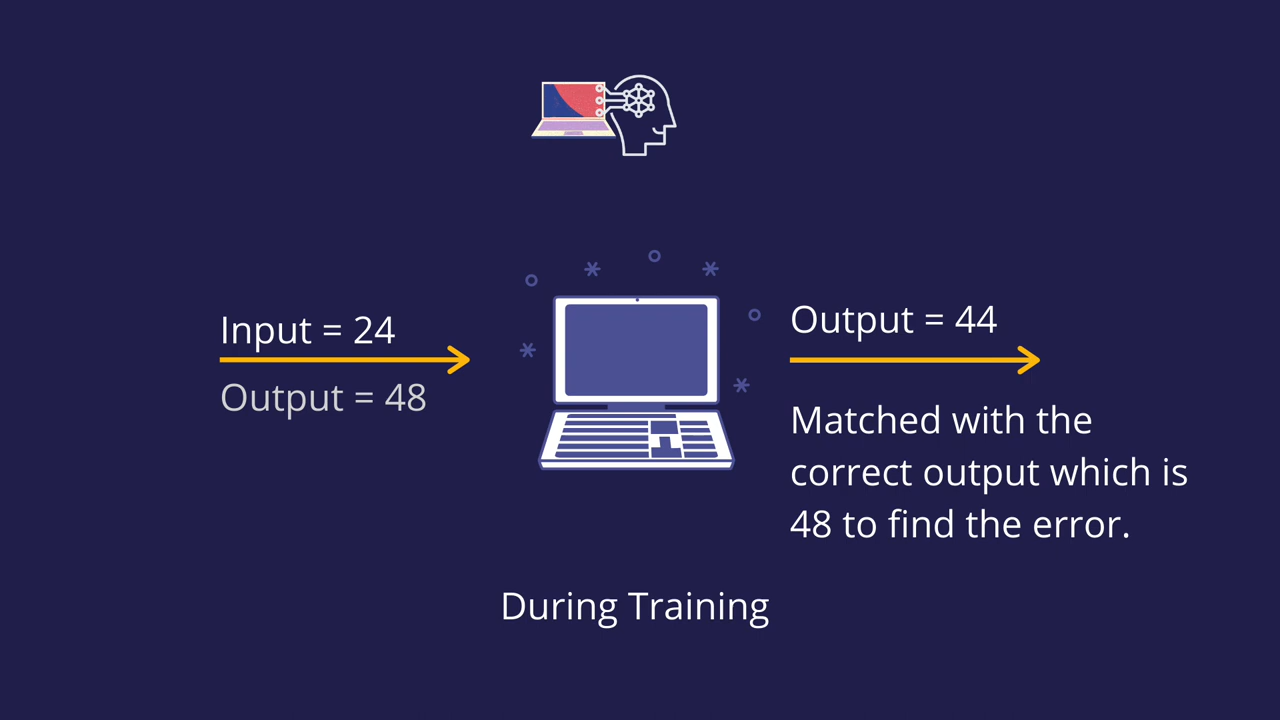 Input = 24
Output = 48
Output = 44
Matched with the
correct output which is
48 to find the error.
During Training